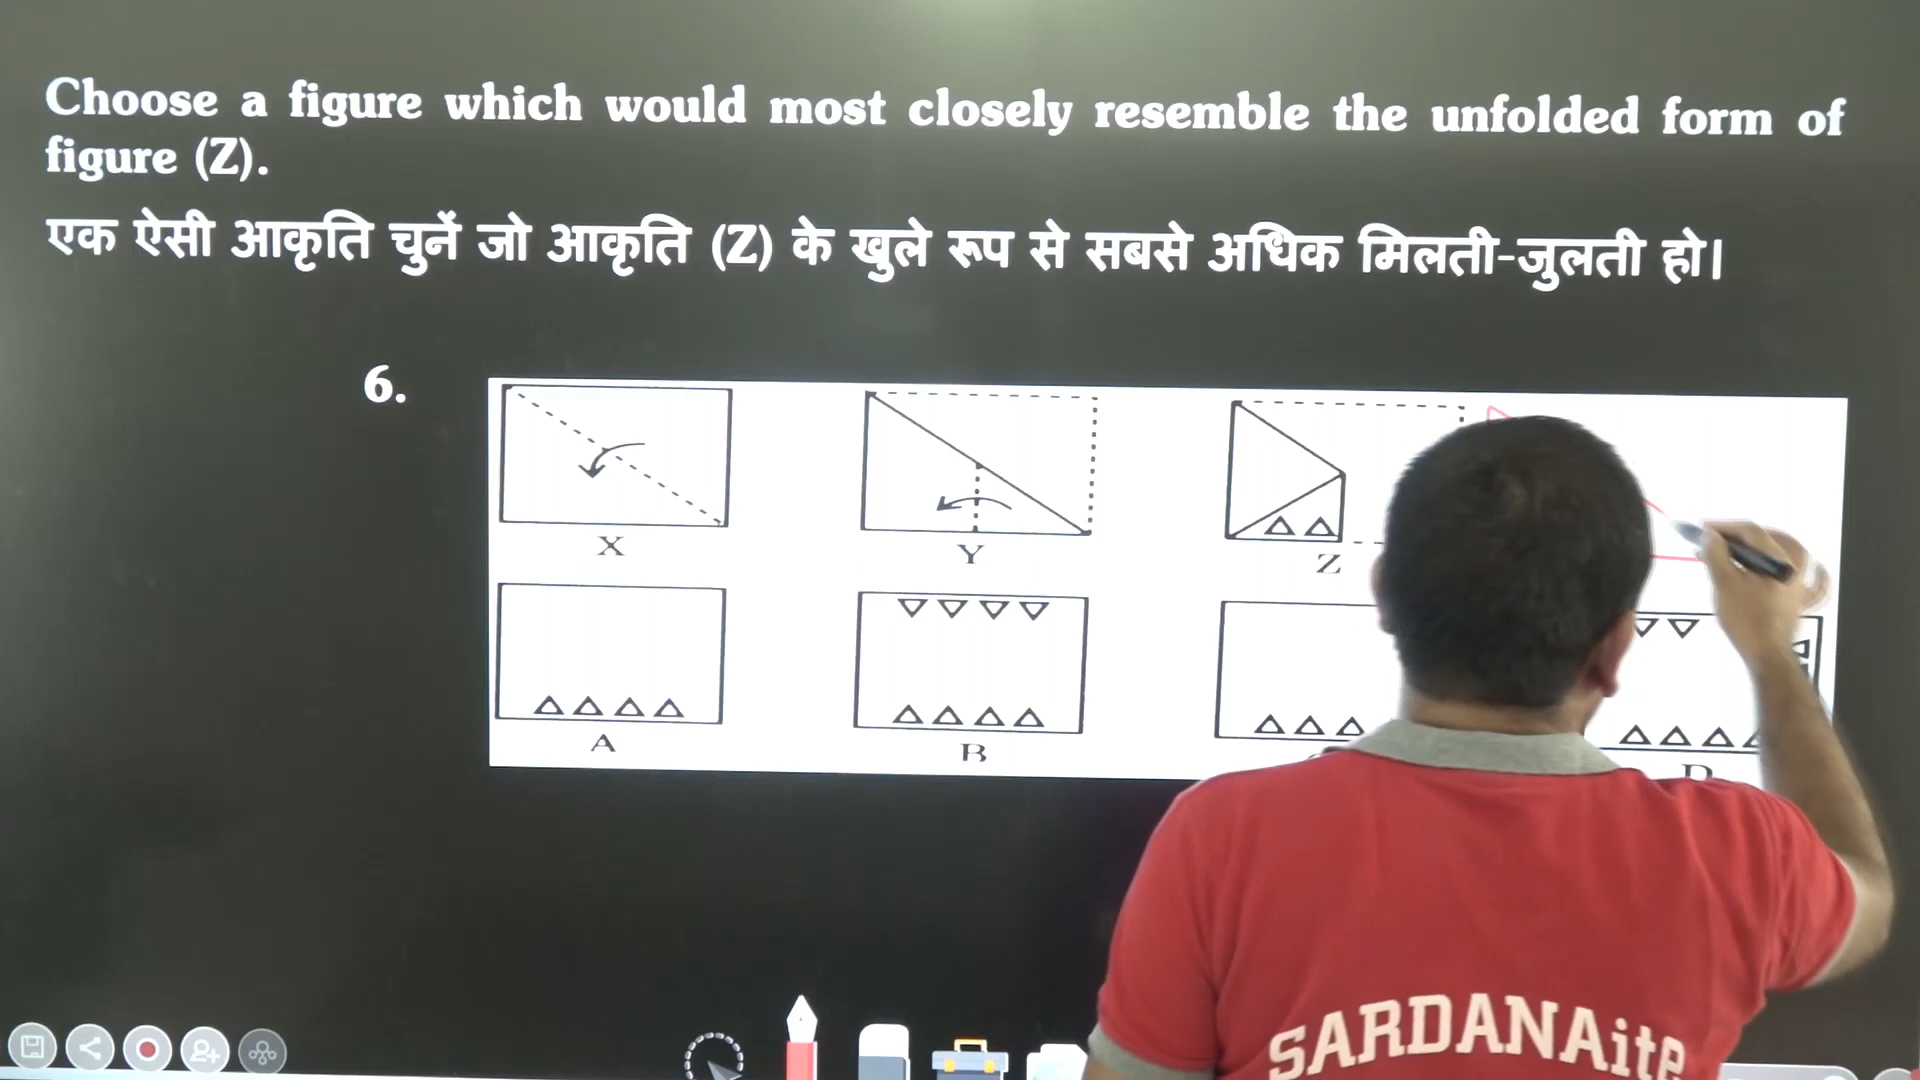 Choose a figure which would most closely resemble the unfolded form of
figure (Z).
एक ऐसी आकृति चुनें जो आकृति (Z) के खुले रूप से सबसे अधिक मिलती-जुलती हो।
6.
X
Y
Z
A
B
SARDANAite